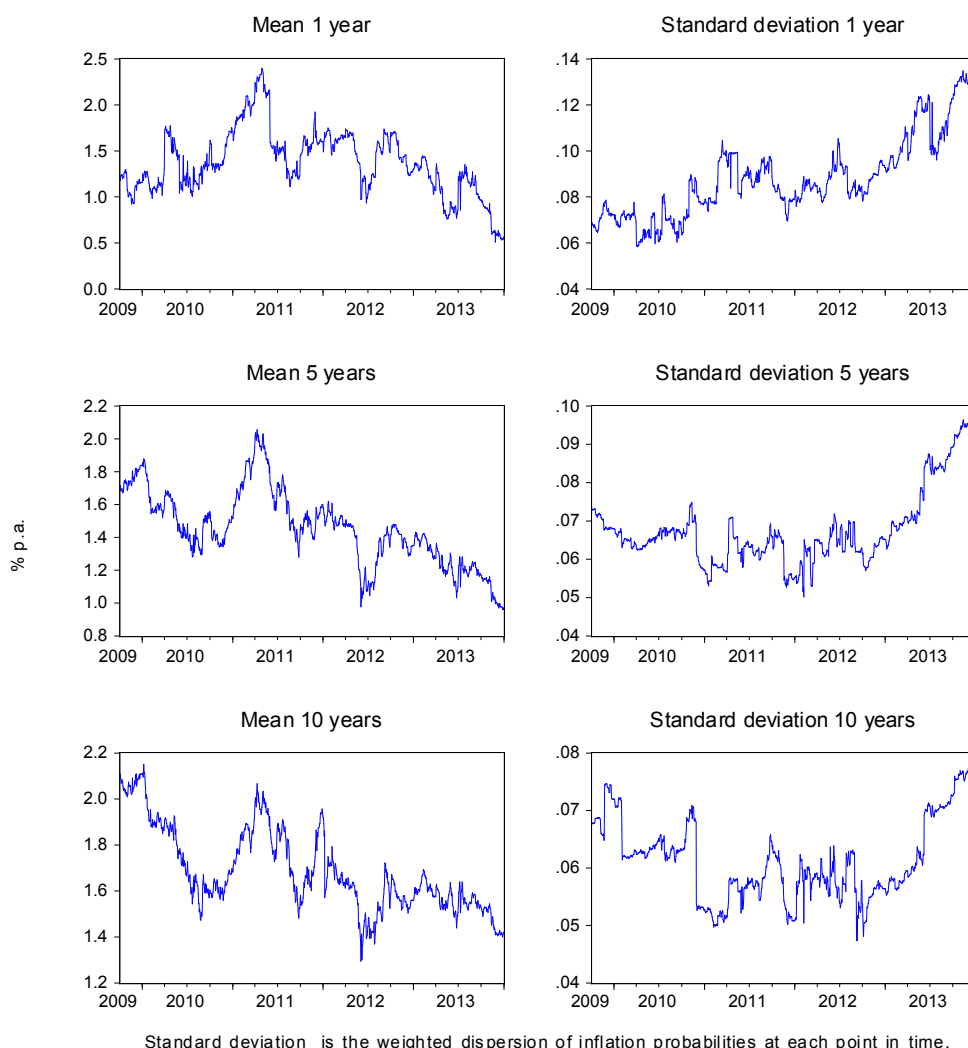 Mean 1 year
Standard deviation 1 year
2.5
2.0
1.5
1.0
0.5
0.0
2009 2010 2011 2012 2013
.14
.12
.10
.08
.06
.04
2009 2010 2011 2012 2013
Mean 5 years
Standard deviation 5 years
% p.a.
2.2
2.0
1.8
1.6
1.4
1.2
1.0
0.8
2009 2010 2011 2012 2013
.10
.09
.08
.07
.06
.05
.04
2009 2010 2011 2012 2013
Mean 10 years
Standard deviation 10 years
2.2
2.0
1.8
1.6
1.4
1.2
2009 2010 2011 2012 2013
.08
.07
.06
.05
.04
2009 2010 2011 2012 2013
Standard deviation is the weighted dispersion of inflation probabilities at each point in time.